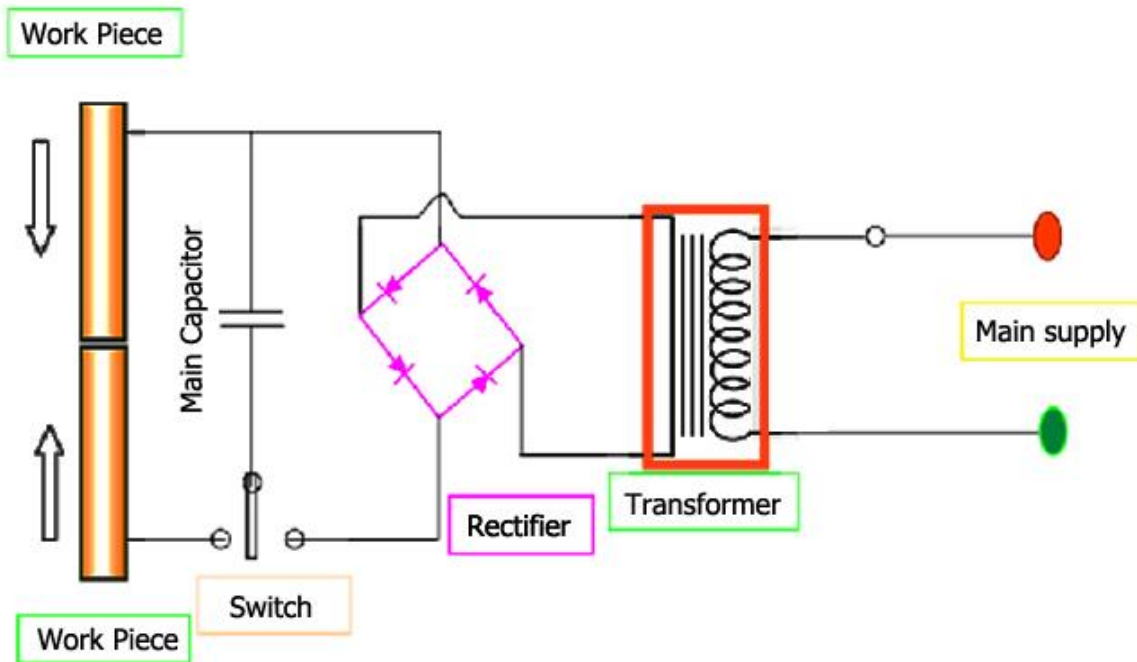 Work Piece
Main Capacitor
Main supply
Transformer
Rectifier
Switch
Work Piece